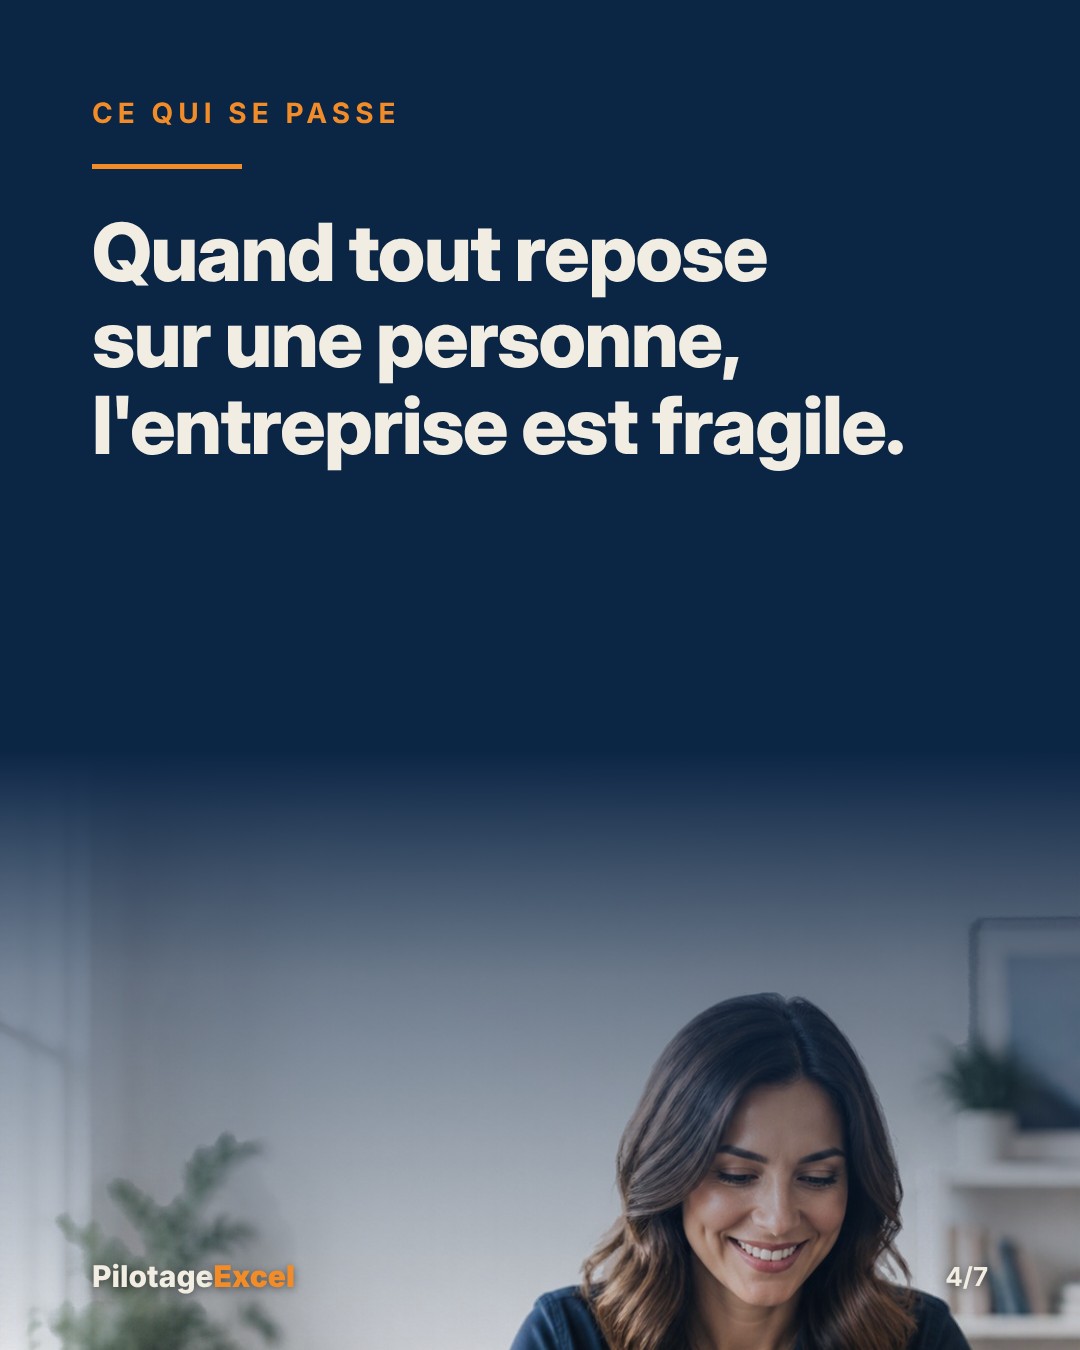 CE QUI SE PASSE
Quand tout repose
sur une personne,
l'entreprise est fragile.
PilotageExcel
4/7